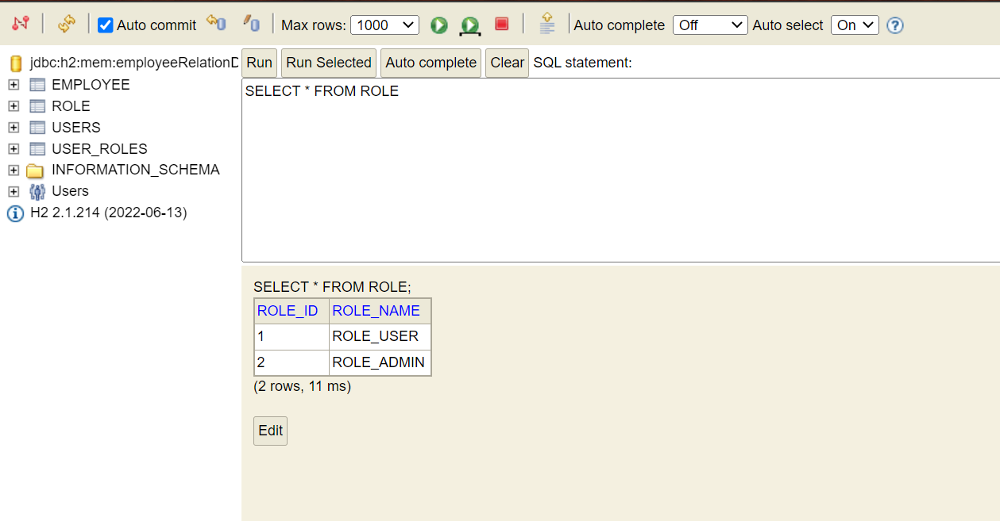 Auto commit Max rows: 1000 Auto complete Off Auto select On
jdbc:h2:mem:employeeRelationD
EMPLOYEE
ROLE
USERS
USER_ROLES
INFORMATION_SCHEMA
Users
H2 2.1.214 (2022-06-13)
Run Run Selected Auto complete Clear SQL statement:
SELECT * FROM ROLE
SELECT * FROM ROLE;
ROLE_ID ROLE_NAME
1 ROLE_USER
2 ROLE_ADMIN
(2 rows, 11 ms)
Edit